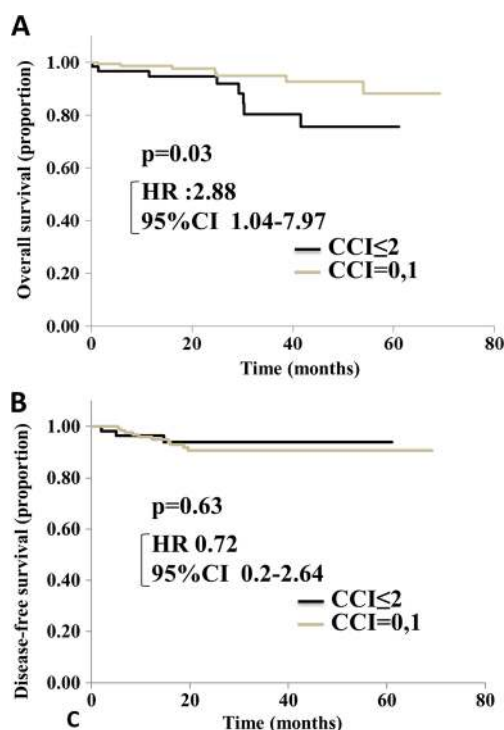 A
Overall survival (proportion)
1.00
0.80
0.60
0.40
0.20
0.00
p=0.03
HR :2.88
95%CI 1.04-7.97
CCI≤2
CCI=0,1
0 20 40 60 80
Time (months)
B
Disease-free survival (proportion)
1.00
0.80
0.60
0.40
0.20
0.00
p=0.63
HR 0.72
95%CI 0.2-2.64
CCI≤2
CCI=0,1
0 20 40 60 80
Time (months)
C